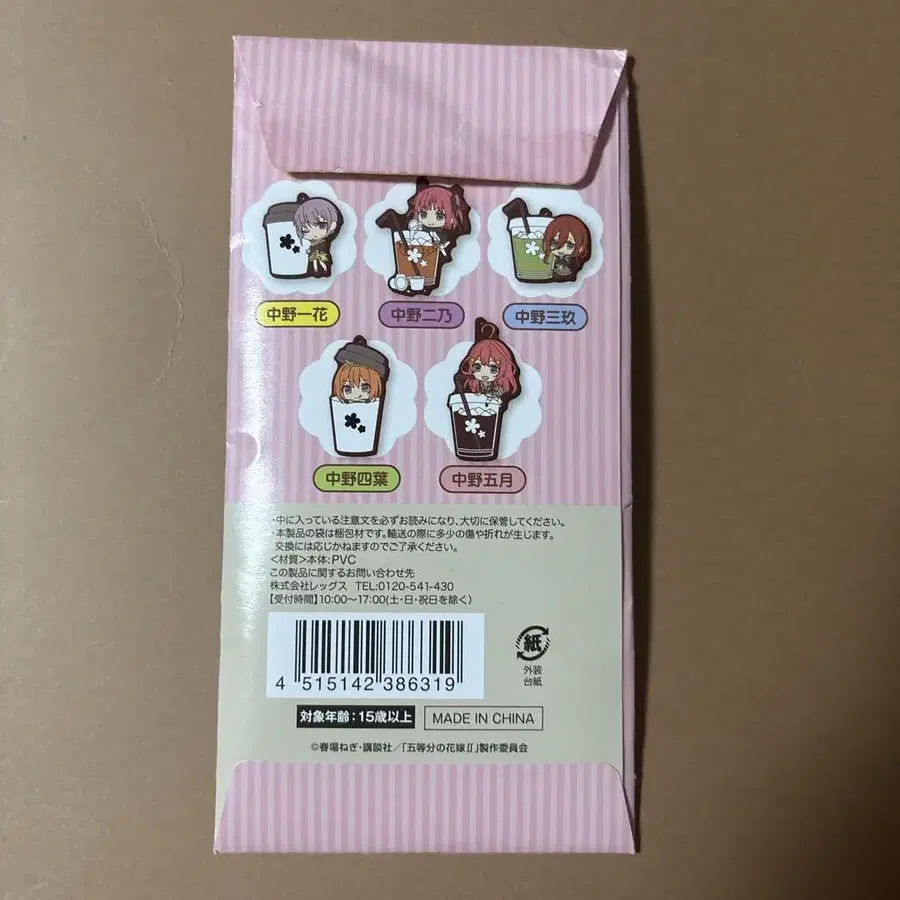 中野一花
中野二乃
中野三玖
中野四葉
中野五月
・中に入っている注意文を必ずお読みになり、大切に保管してください。
・本製品の袋は梱包材です。輸送の際に多少の傷や折れが生じます。
交換には応じかねますのでご了承ください。
<材質>本体:PVC
この製品に関するお問い合わせ先
株式会社レッグス TEL:0120-541-430
【受付時間】10:00〜17:00(土・日・祝日を除く)
4 515142 386319
紙
外装
台紙
対象年齢:15歳以上
MADE IN CHINA
©春場ねぎ・講談社/「五等分の花嫁∬」製作委員会